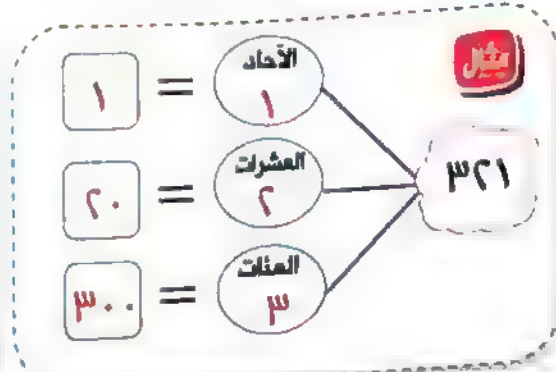 مثال
٣٢١
الآحاد
١ = ١
العشرات
٢ = ٢٠
المئات
٣ = ٣٠٠